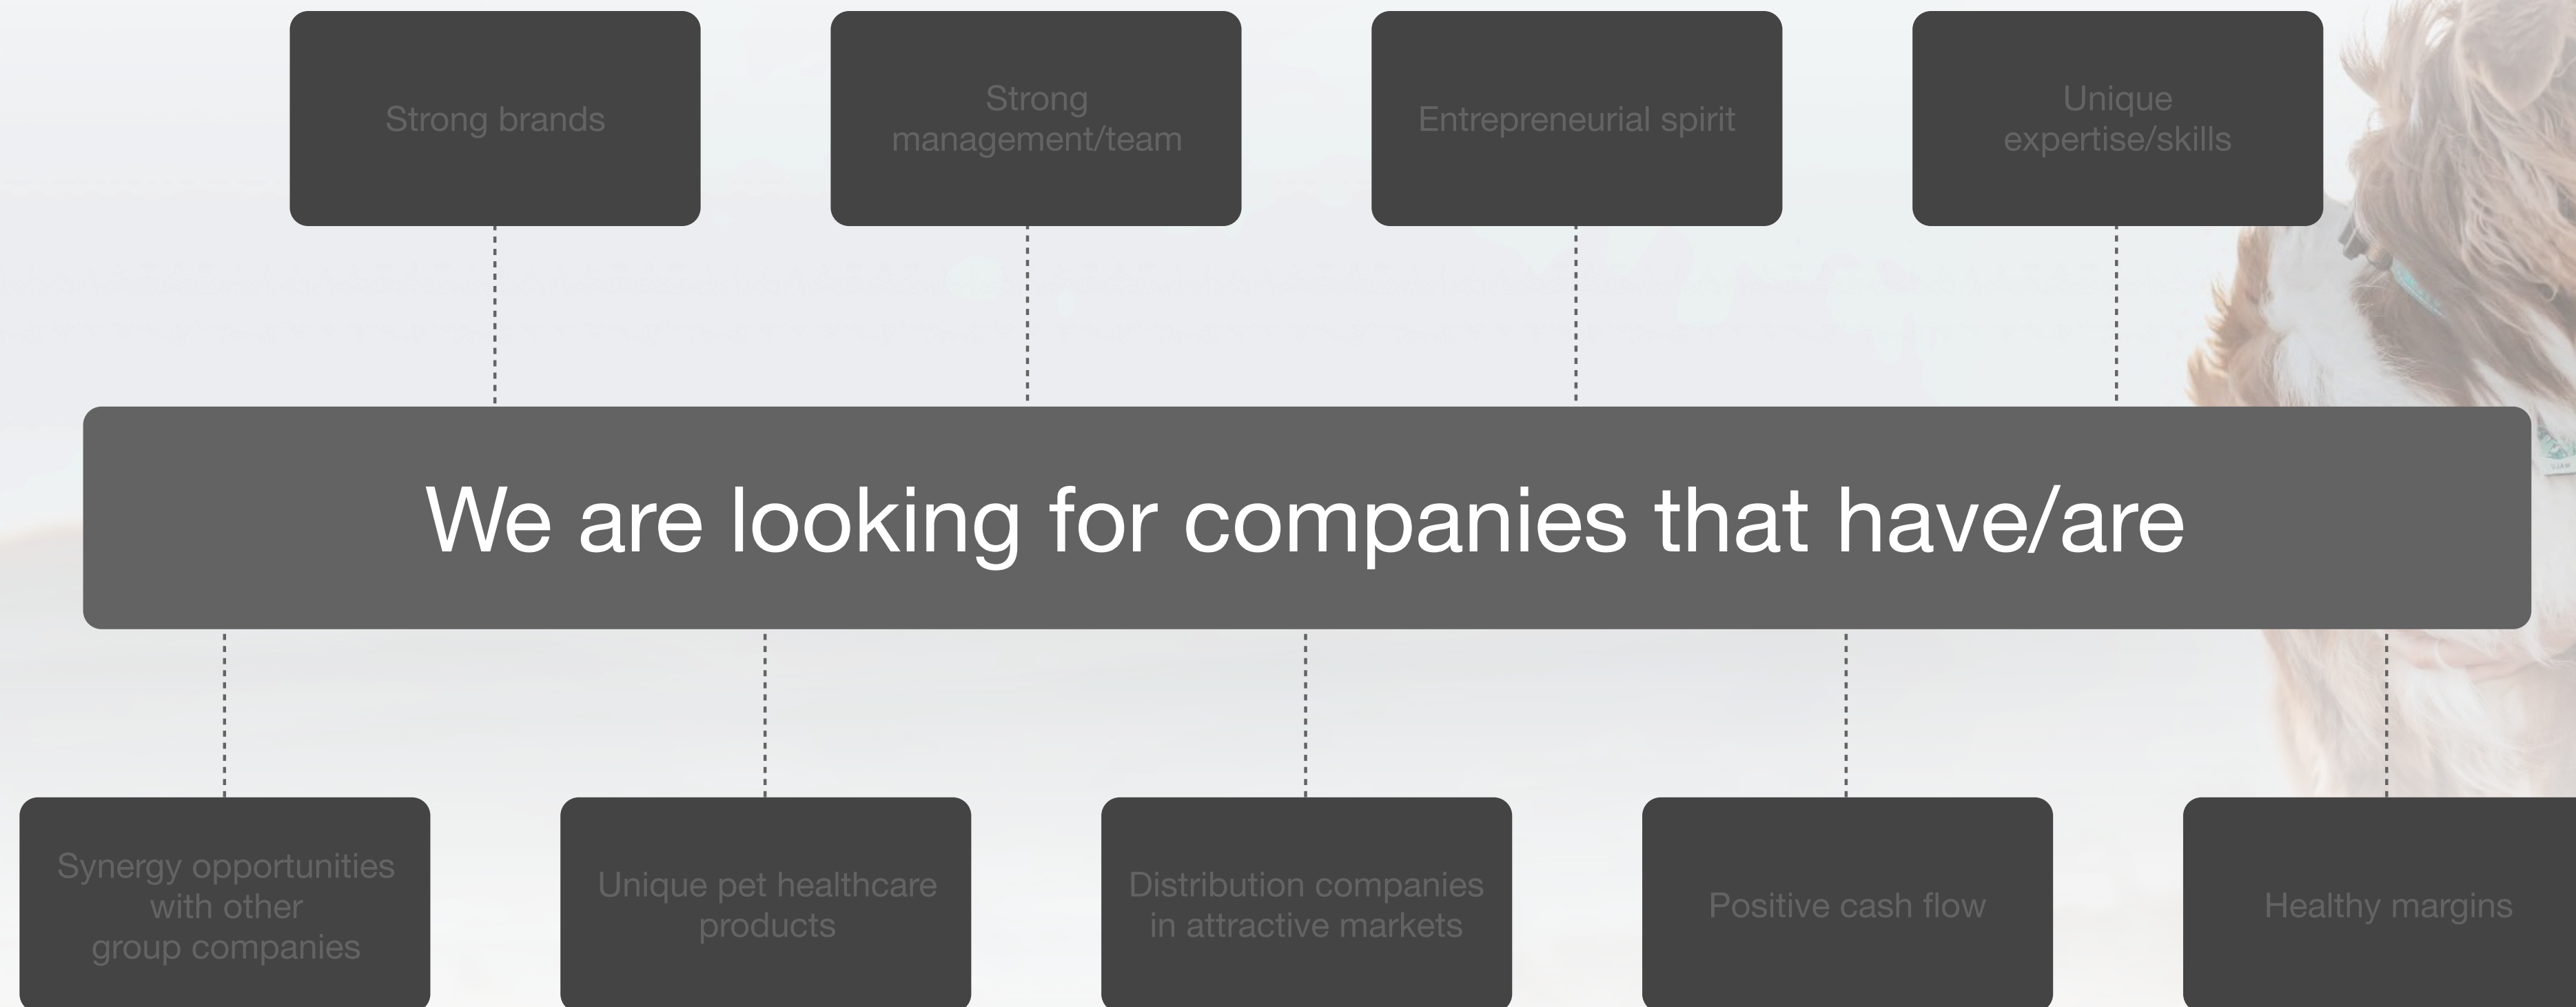 Strong brands
Strong
management/team
Entrepreneurial spirit
Unique
expertise/skills
We are looking for companies that have/are
Synergy opportunities
with other
group companies
Unique pet healthcare
products
Distribution companies
in attractive markets
Positive cash flow
Healthy margins